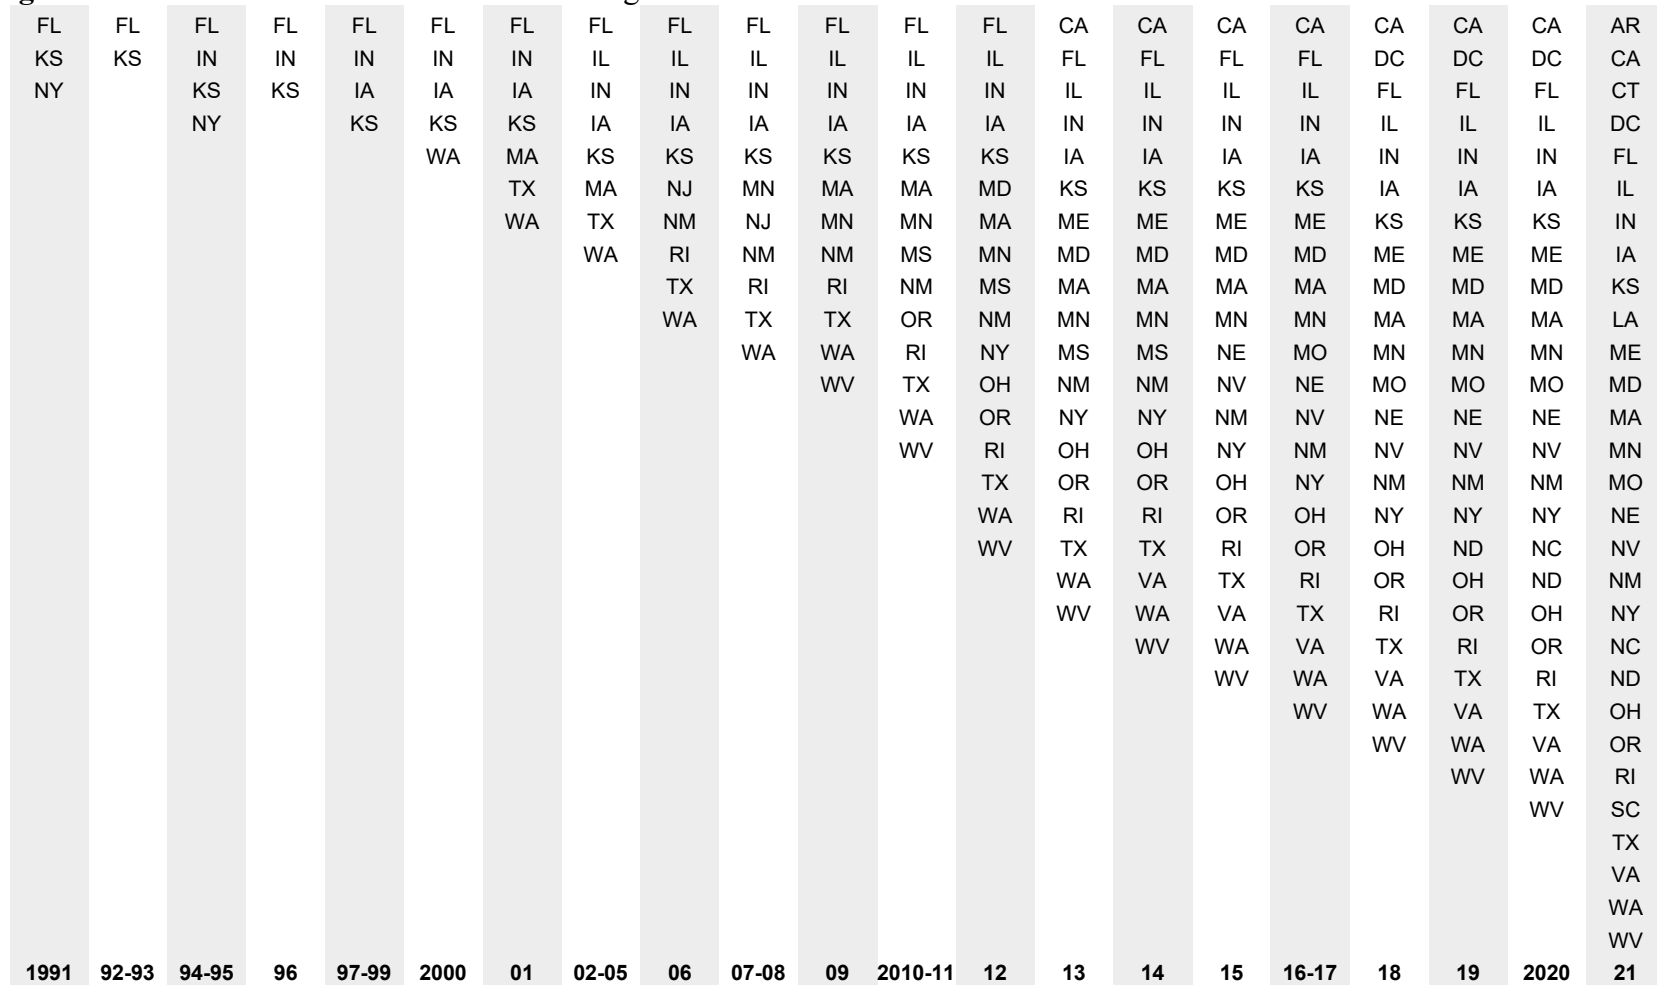 FL FL FL FL FL FL FL FL FL FL FL FL FL CA CA CA CA CA CA CA AR
KS KS IN IN IN IN IN IL IL IL IL IL IL FL FL FL FL DC DC DC CA
NY KS KS IA IA IA IN IN IN IN IN IN IL IL IL IL FL FL FL CT
NY KS KS KS IA IA IA IA IA IA IN IN IN IN IL IL IL DC
WA MA KS KS KS KS KS KS IA IA IA IA IN IN IN FL
TX MA NJ MN MA MA MD KS KS KS KS IA IA IA IL
WA TX NM NJ MN MN MA ME ME ME ME KS KS KS IN
WA RI NM NM MS MN MD MD MD MD ME ME ME IA
TX RI RI NM MS MA MA MA MA MD MD MD KS
WA TX TX OR NM MN MN MN MN MA MA MA LA
WA WA RI NY MS MS NE MO MN MN MN ME
WV TX OH NM NM NV NE MO MO MO MD
WA OR NY NY NM NV NE NE NE MA
WV RI OH OH NY NM NV NV NV MN
TX OR OR OH NY NM NM NM MO
WA RI RI OR OH NY NY NY NE
WV TX TX RI OR OH ND NC NV
WA VA TX RI OR OH ND NM
WV WA VA TX RI OR OH NY
WV WA VA TX RI OR NC
WV WA VA TX RI ND
WV WA VA TX OH
WV WA VA OR
WV WA RI
WV SC
TX
VA
WA
WV
1991 92-93 94-95 96 97-99 2000 01 02-05 06 07-08 09 2010-11 12 13 14 15 16-17 18 19 2020 21